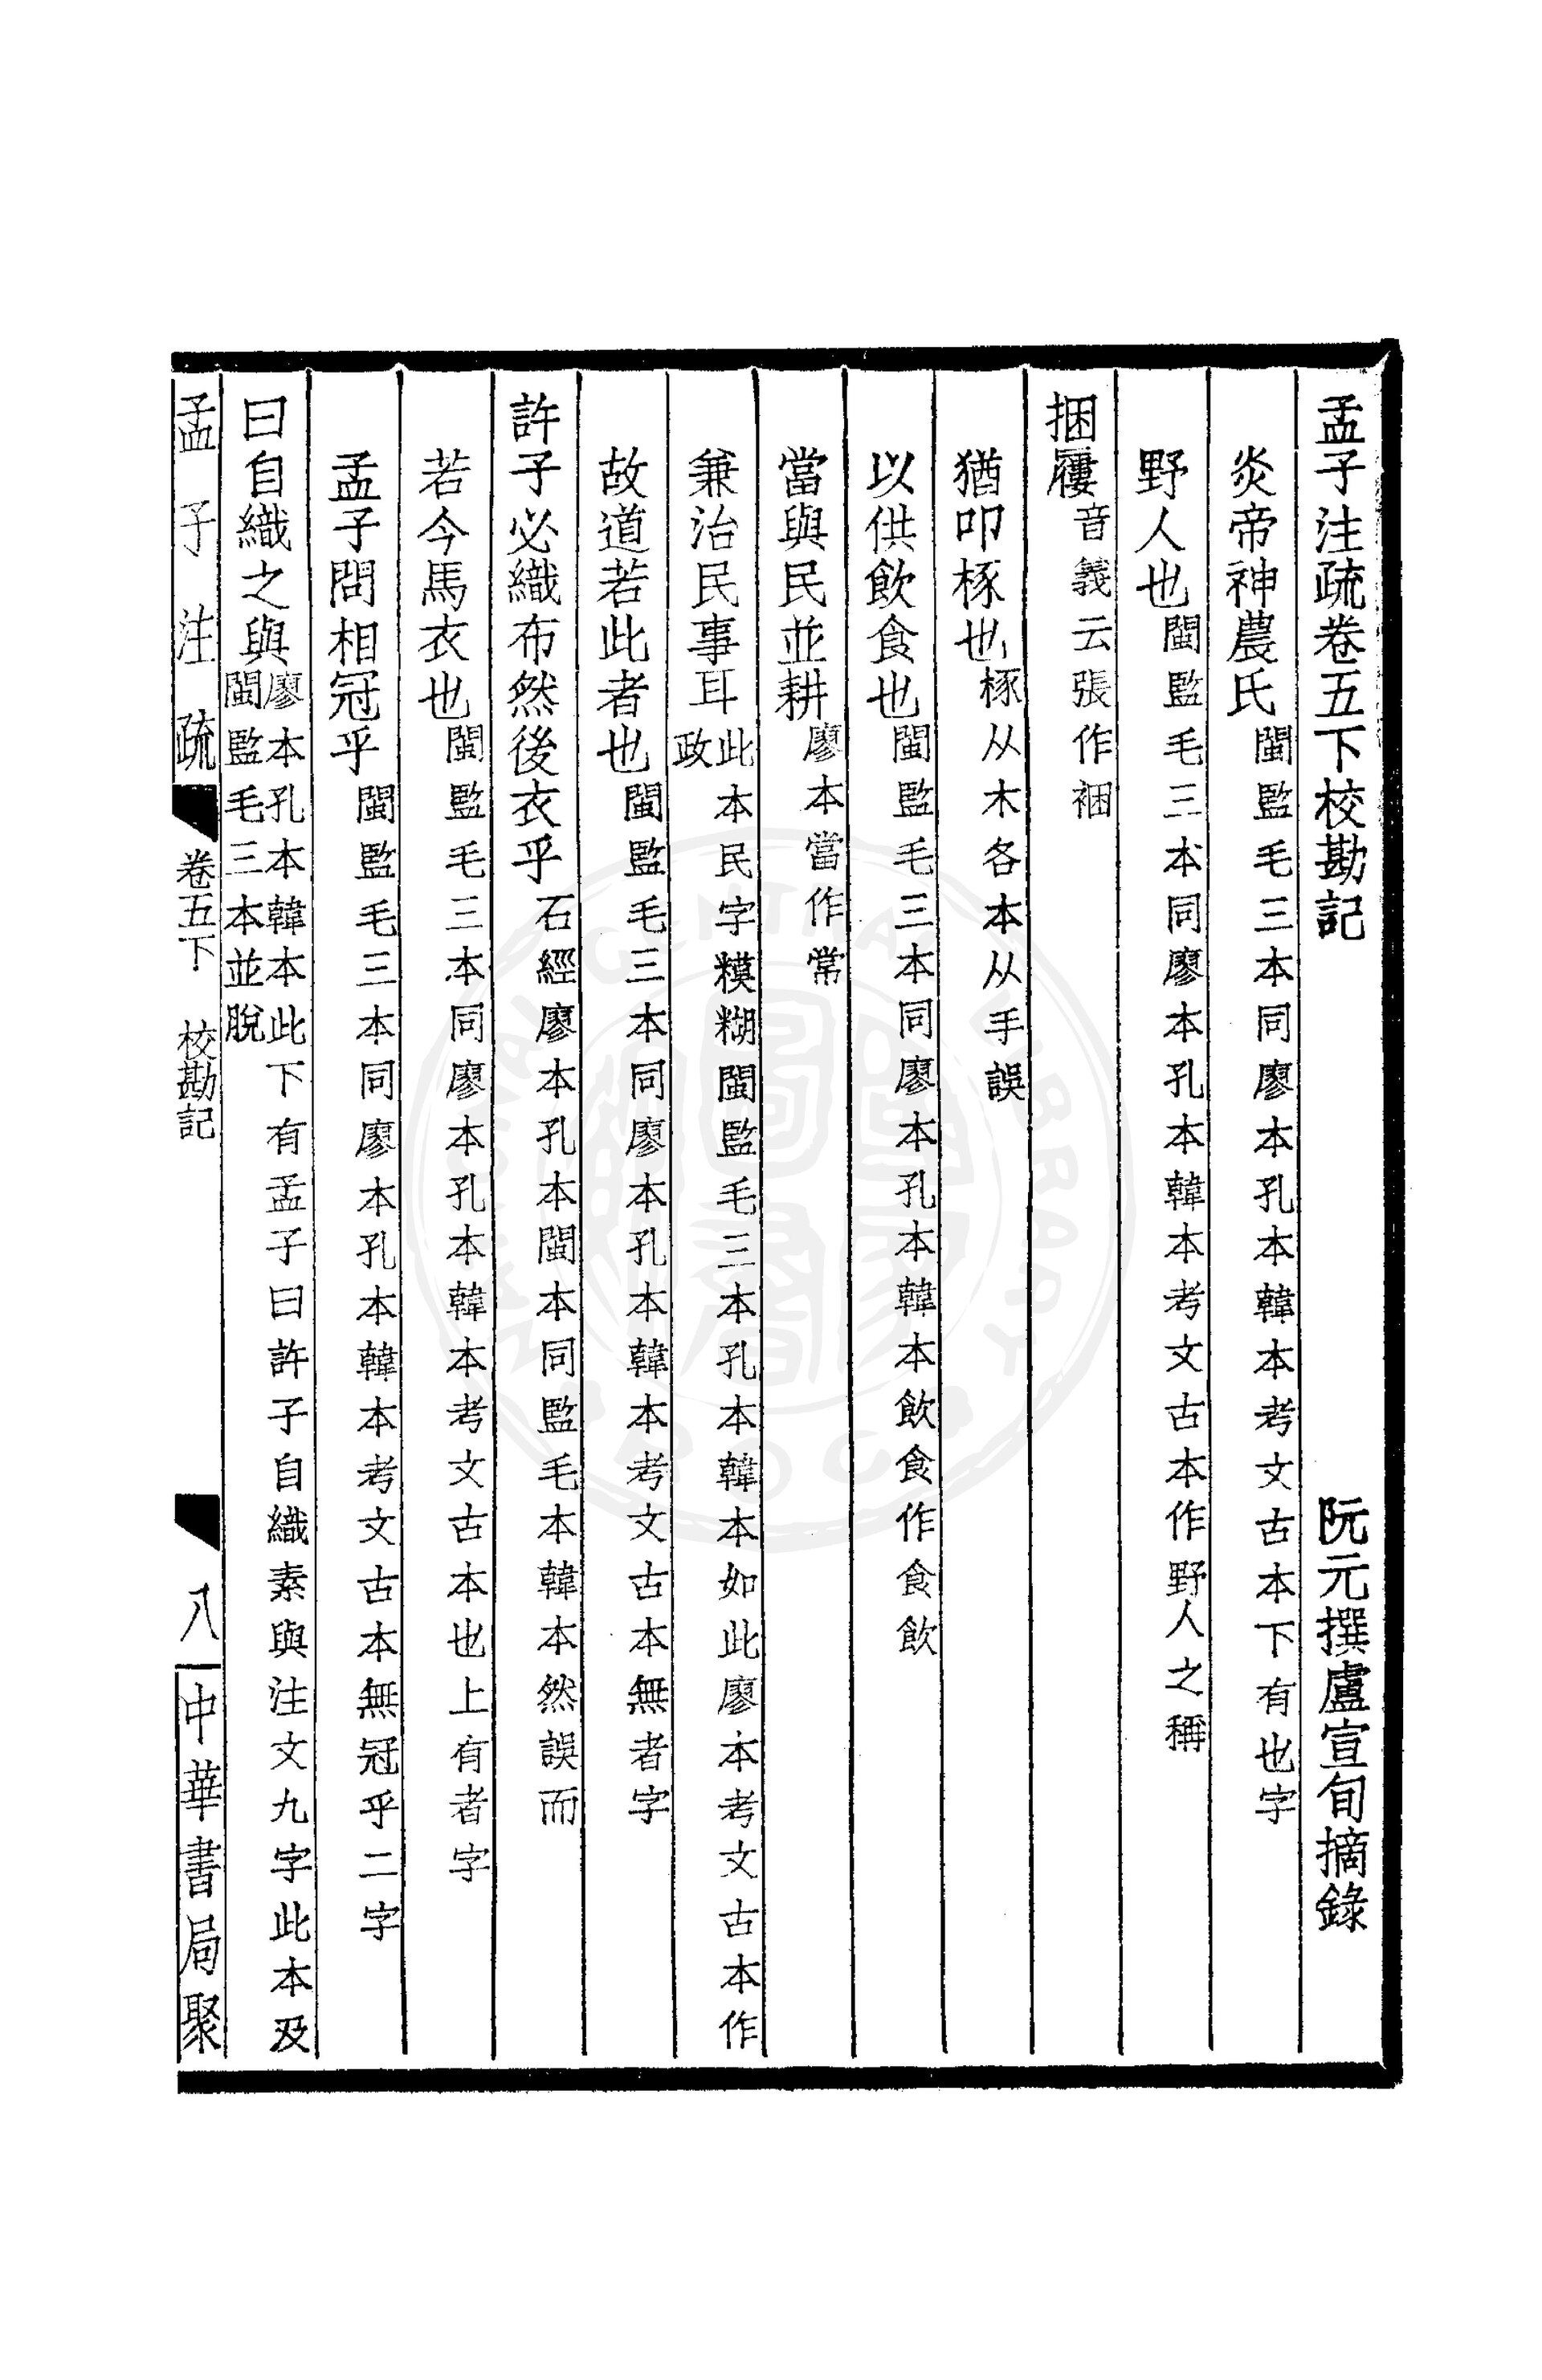 孟子注疏卷五下校勘記　阮元撰盧宣旬摘錄
炎帝神農氏閩監毛三本同廖本孔本韓本考文古本下有也字
野人也閩監毛三本同廖本孔本韓本考文古本作野人之稱
捆屨音義云張作裍
猶叩椓也椓从木各本从手誤
以供飲食也閩監毛三本同廖本孔本韓本飲食作食飲
當與民並耕廖本當作常
兼治民事耳此本民字糢糊閩監毛三本孔本韓本如此廖本考文古本作政
故道若此者也閩監毛三本同廖本孔本韓本考文古本無者字
許子必織布然後衣乎石經廖本孔本閩本同監毛本韓本然誤而
若今馬衣也閩監毛三本同廖本孔本韓本考文古本也上有者字
孟子問相冠乎閩監毛三本同廖本孔本韓本考文古本無冠乎二字
曰自織之與廖本孔本韓本此下有孟子曰許子自織素與注文九字此本及閩監毛三本並脫
孟子注疏　卷五下　校勘記　八　中華書局聚
NATIONAL CENTRAL LIBRARY
R.O.C.